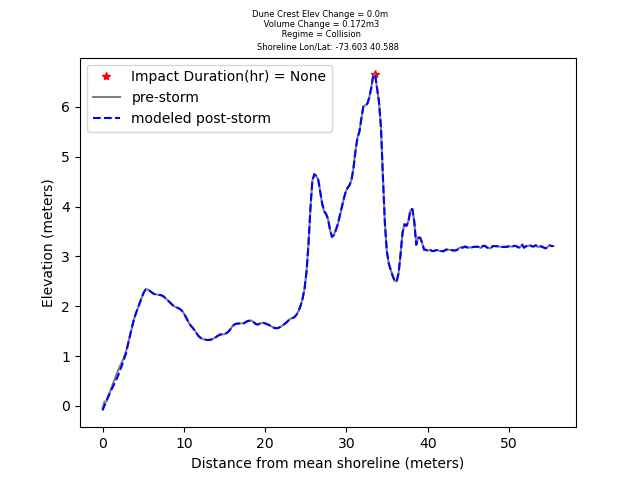 Dune Crest Elev Change = 0.0m
Volume Change = 0.172m3
Regime = Collision
Shoreline Lon/Lat: -73.603 40.588
Impact Duration(hr) = None
pre-storm
modeled post-storm
6
5
4
3
2
1
0
Elevation (meters)
0 10 20 30 40 50
Distance from mean shoreline (meters)